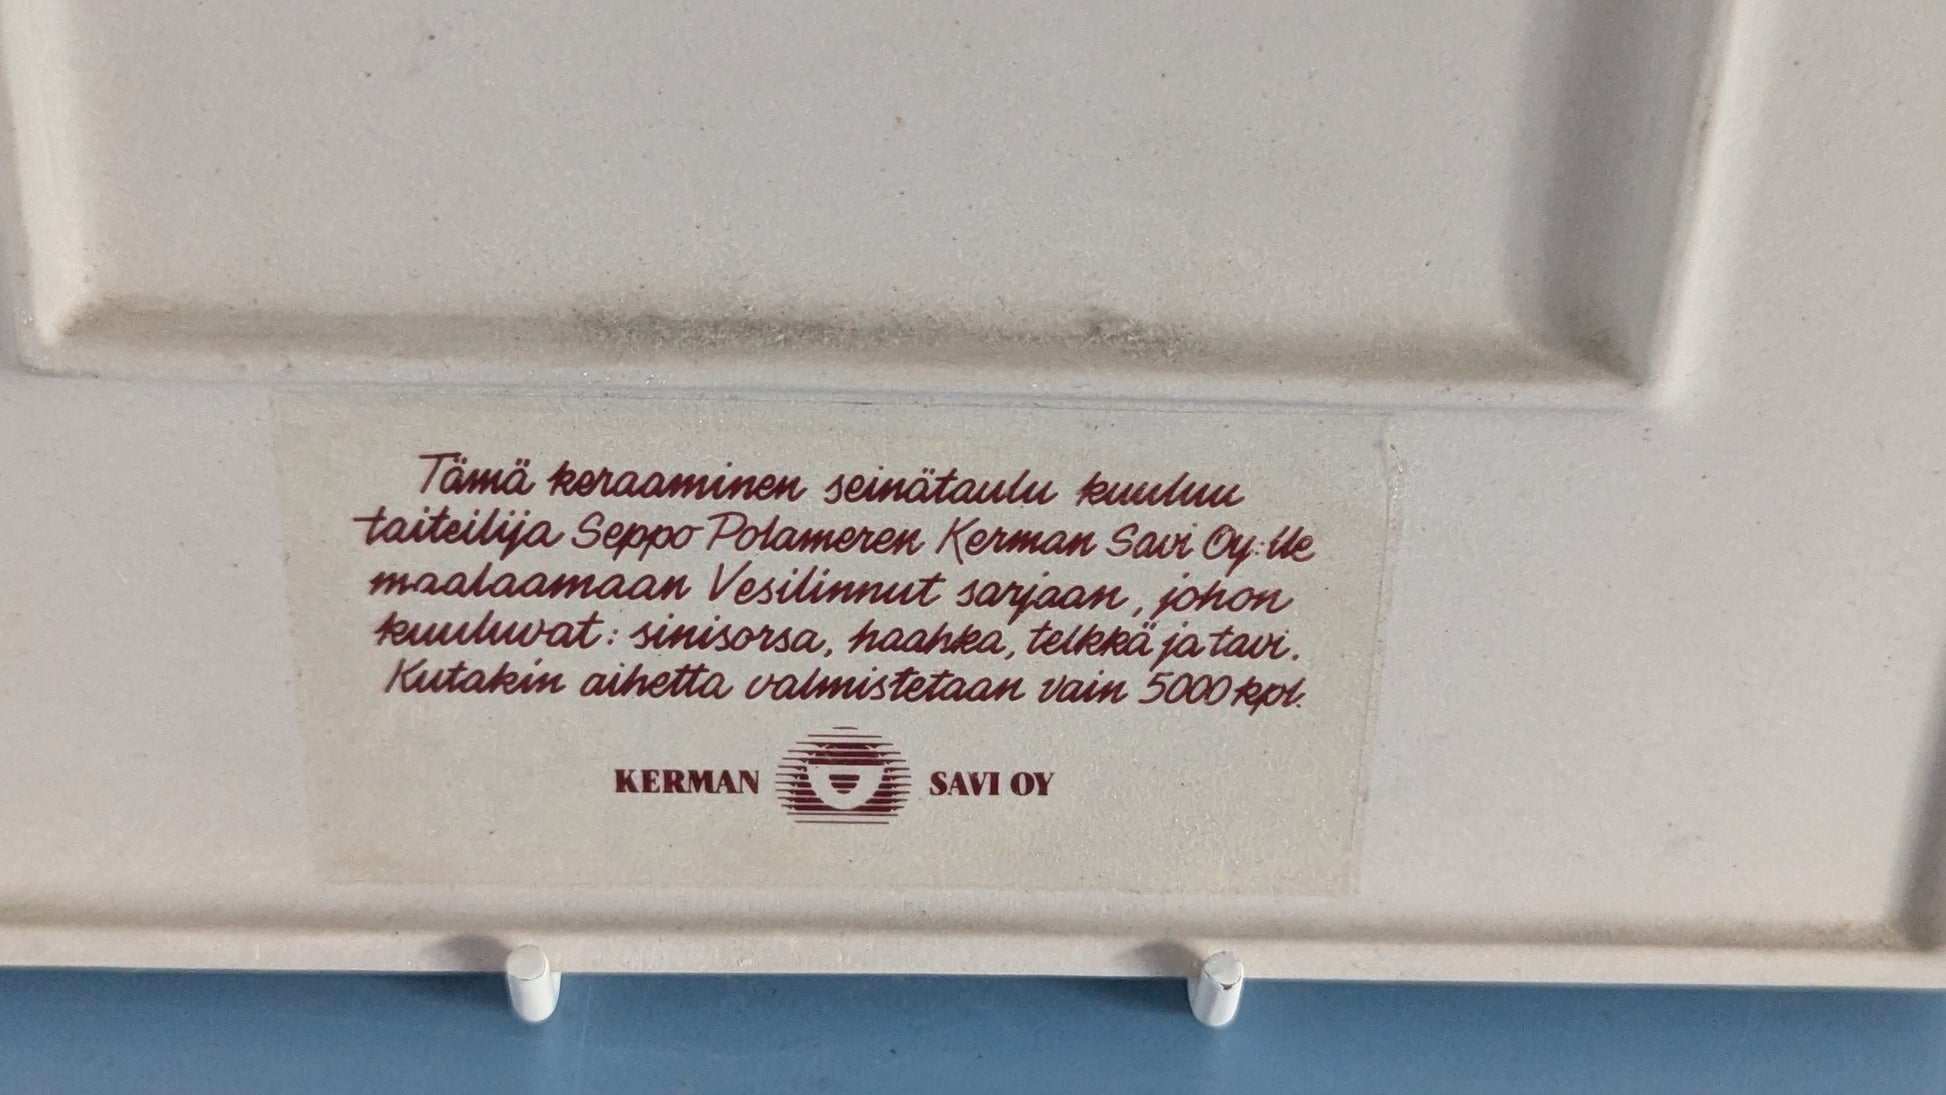 Tämä keraaminen seinätaulu kuuluu
taiteilija Seppo Polameren Kerman Savi Oy:lle
maalaamaan Vesilinnut sarjaan, johon
kuuluvat: sinisorsa, haahka, telkkä ja tavi.
Kutakin aihetta valmistetaan vain 5000 kpl.
KERMAN SAVI OY